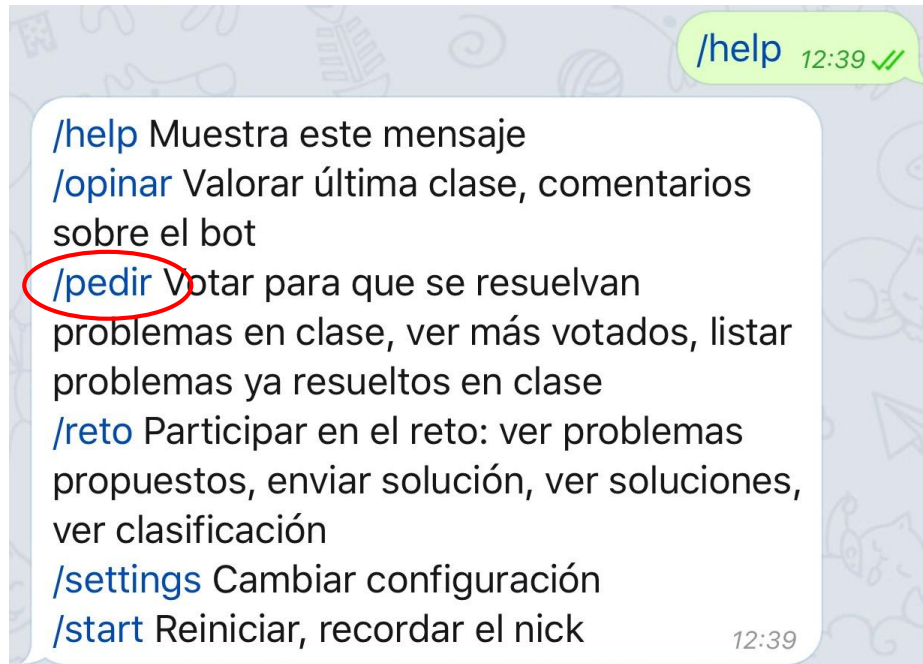 /help 12:39
/help Muestra este mensaje
/opinar Valorar última clase, comentarios
sobre el bot
/pedir Votar para que se resuelvan
problemas en clase, ver más votados, listar
problemas ya resueltos en clase
/reto Participar en el reto: ver problemas
propuestos, enviar solución, ver soluciones,
ver clasificación
/settings Cambiar configuración
/start Reiniciar, recordar el nick 12:39